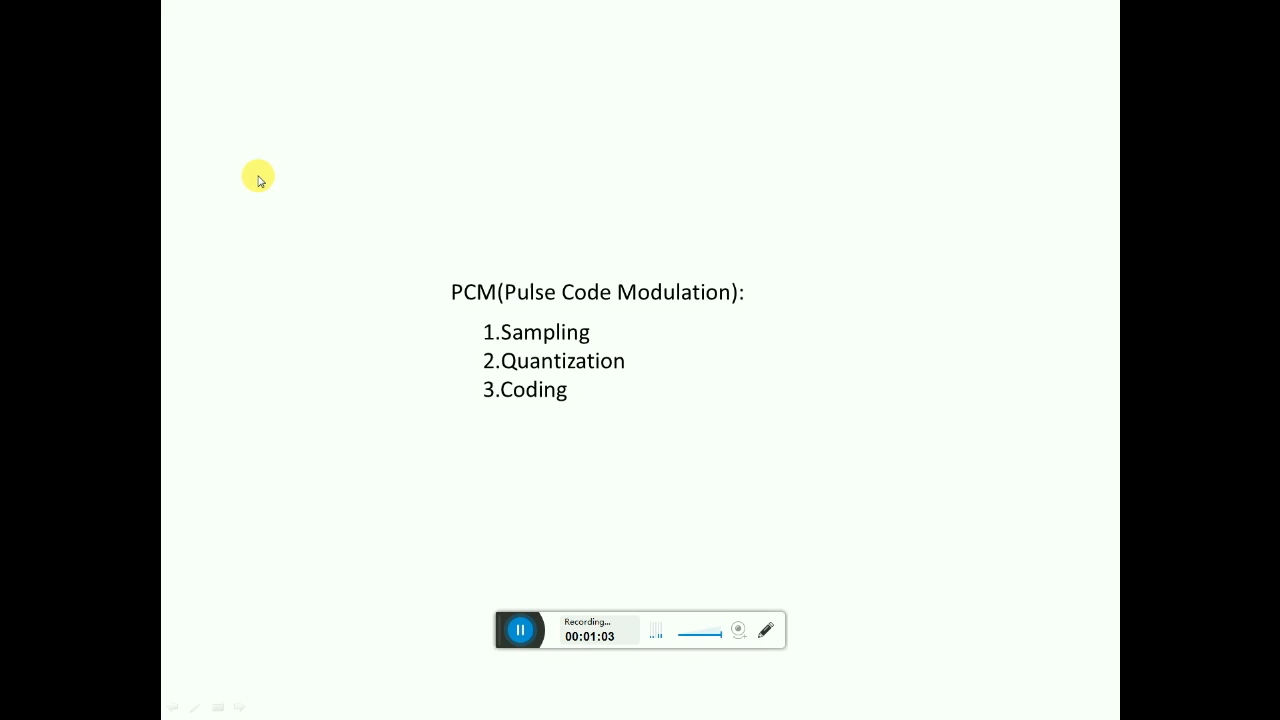 PCM(Pulse Code Modulation):
1.Sampling
2.Quantization
3.Coding
Recording...
00:01:03